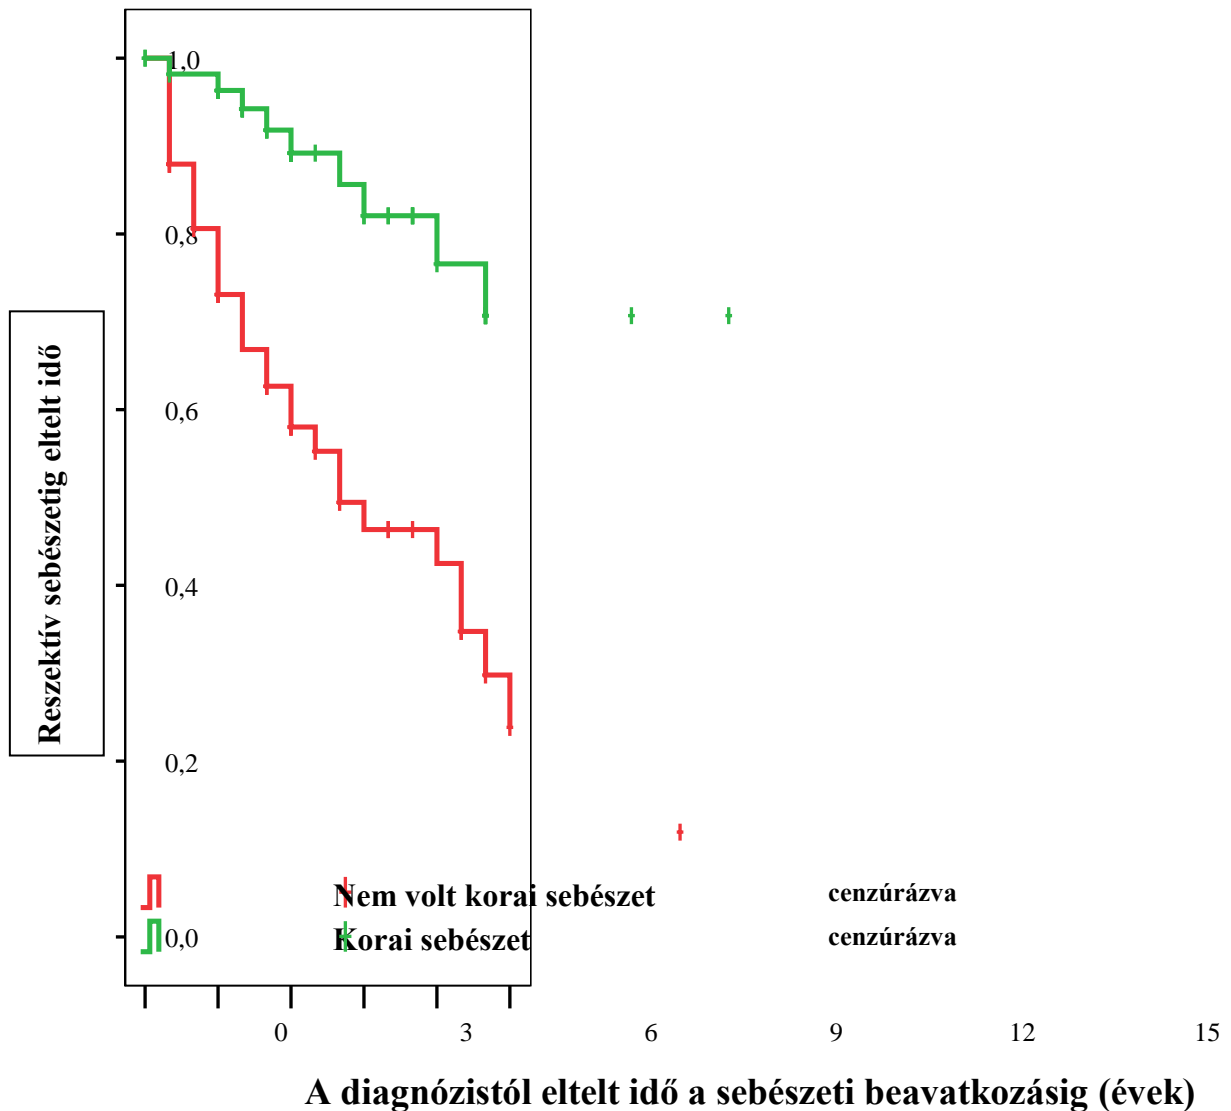 1,0
0,8
0,6
0,4
0,2
0,0
Reszektív sebészetig eltelt idő
Nem volt korai sebészet cenzúrázva
Korai sebészet cenzúrázva
0 3 6 9 12 15
A diagnózistól eltelt idő a sebészeti beavatkozásig (évek)